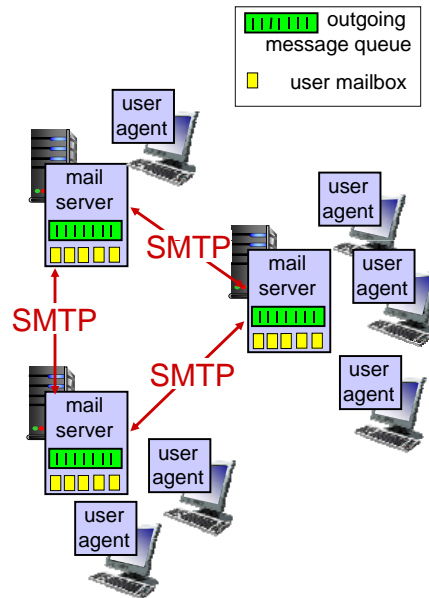 outgoing
message queue
user mailbox
user
agent
mail
server
user
agent
SMTP
mail
server
user
agent
SMTP
SMTP
user
agent
mail
server
user
agent
user
agent